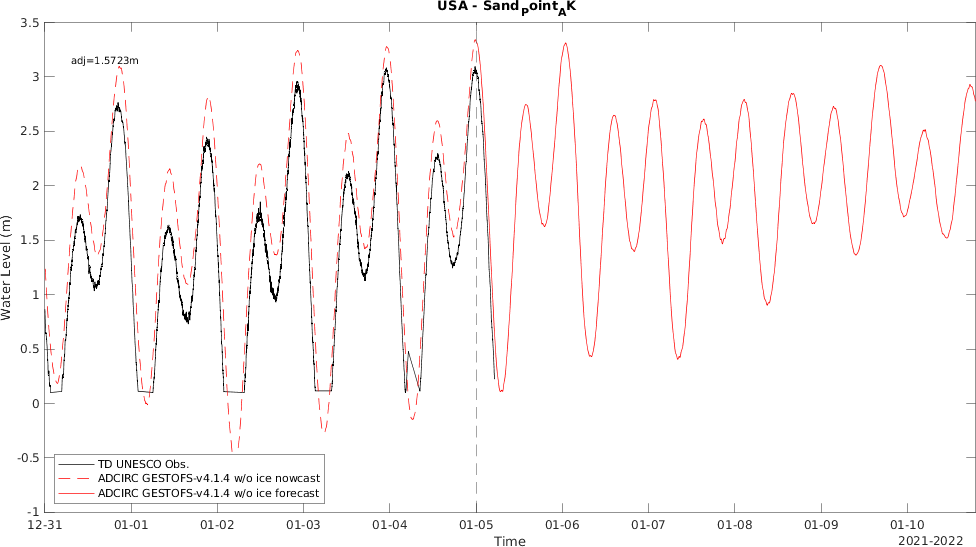 USA - Sand_Point_AK
adj=1.5723m
3.5
3
2.5
2
1.5
1
0.5
0
-0.5
-1
Water Level (m)
TD UNESCO Obs.
ADCIRC GESTOFS-v4.1.4 w/o ice nowcast
ADCIRC GESTOFS-v4.1.4 w/o ice forecast
12-31 01-01 01-02 01-03 01-04 01-05 01-06 01-07 01-08 01-09 01-10
Time
2021-2022